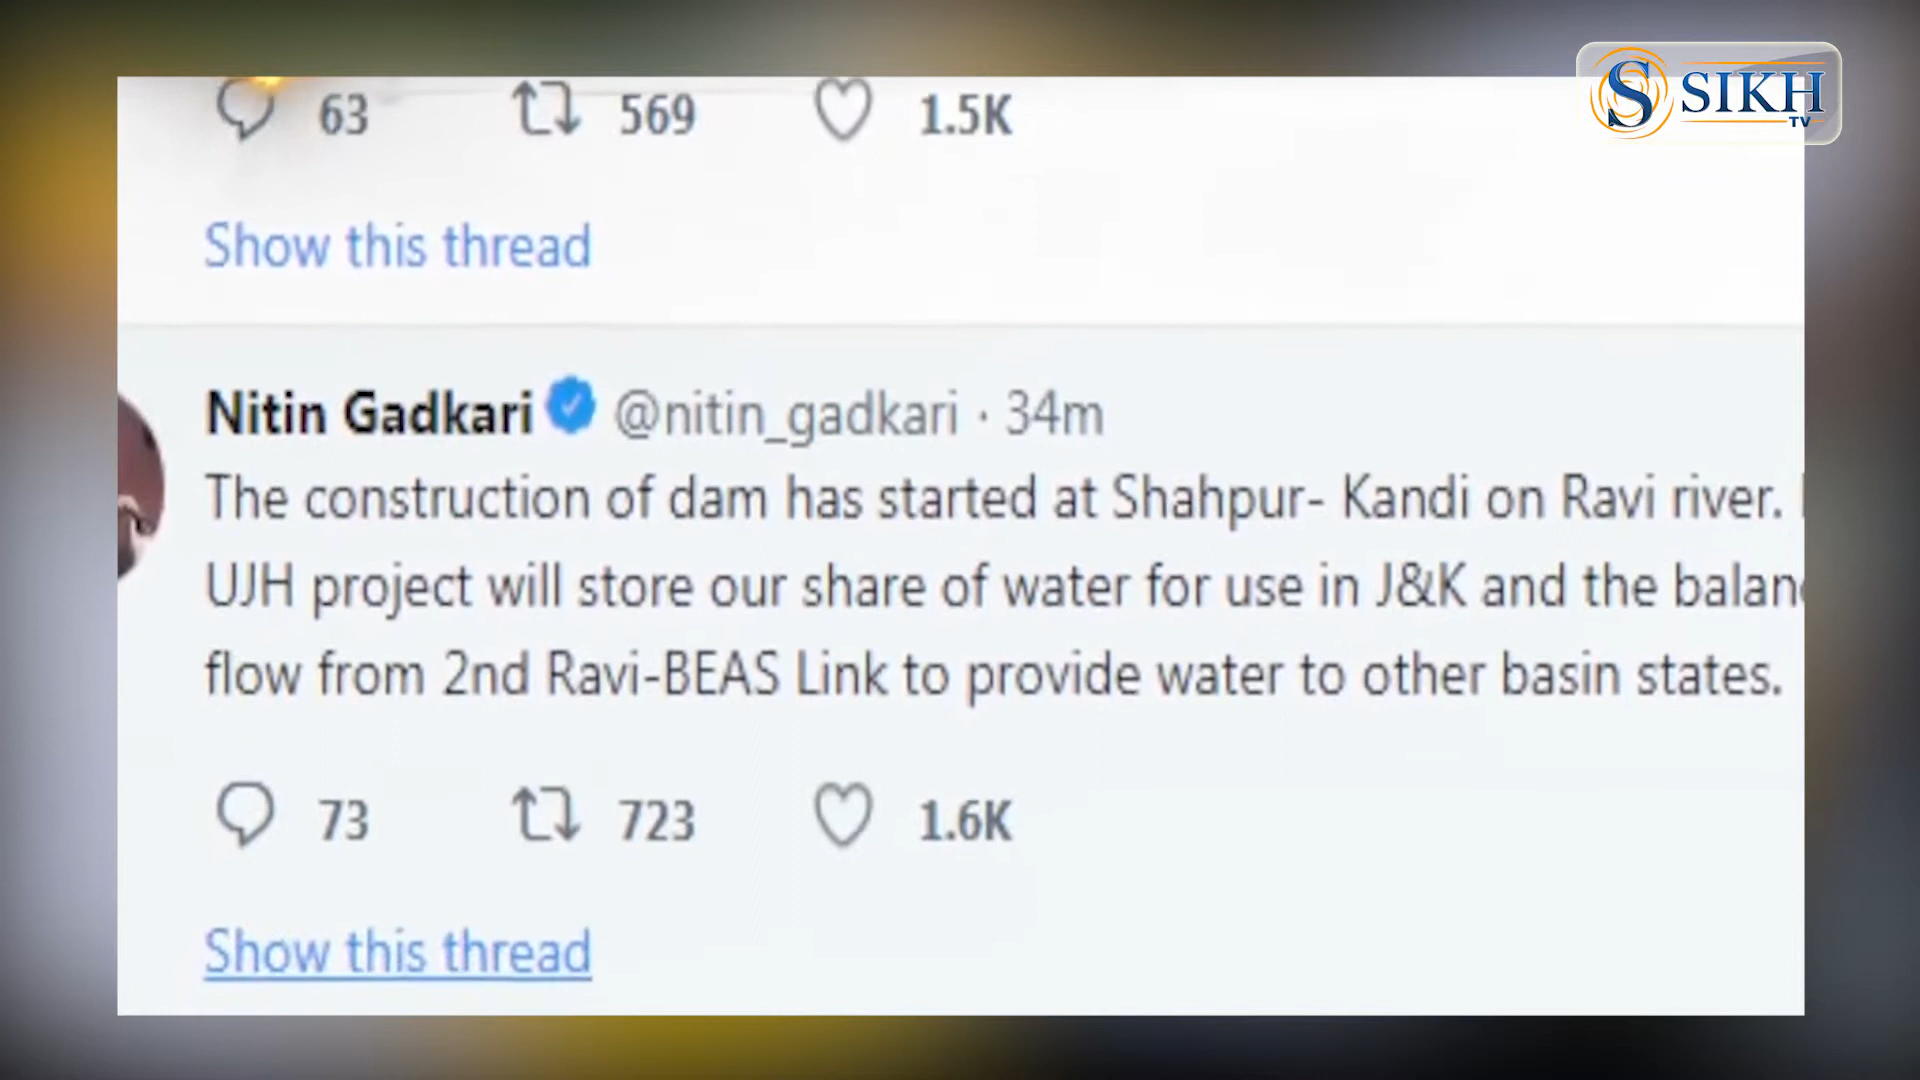 SIKH
TV
63 569 1.5K
Show this thread
Nitin Gadkari @nitin_gadkari · 34m
The construction of dam has started at Shahpur- Kandi on Ravi river.
UJH project will store our share of water for use in J&K and the
flow from 2nd Ravi-BEAS Link to provide water to other basin states.
73 723 1.6K
Show this thread